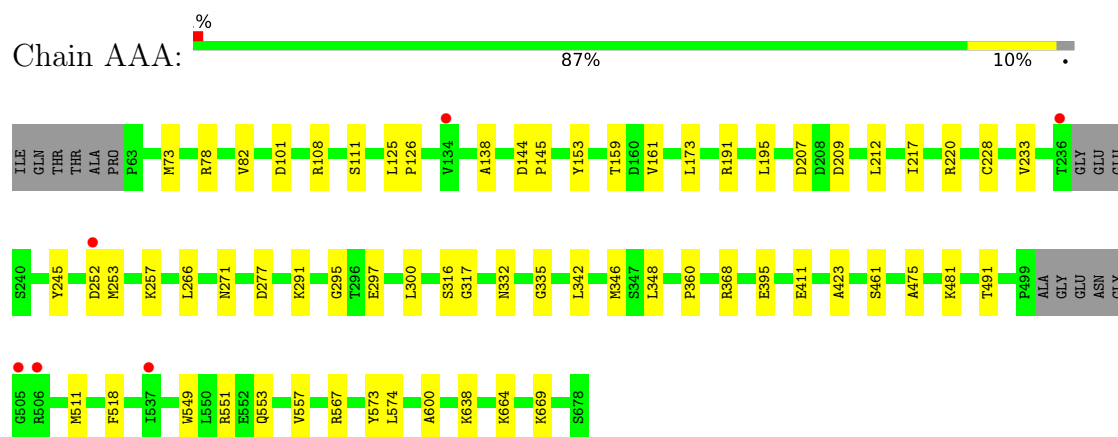 .%
Chain AAA:
87% 10% •
ILE GLN THR THR ALA PRO P63 M73 R78 V82 D101 R108 S111 L125 P126 V134 A138 D144 P145 Y153 T159 D160 V161 L173 R191 L195 D207 D208 D209 L212 I217 R220 C228 V233 T236 GLY GLU
S240 Y245 D252 M253 K257 L266 N271 D277 K291 G295 T296 E297 L300 S316 G317 N332 G335 L342 M346 S347 L348 P360 R368 E395 E411 A423 S461 A475 K481 T491 P499 ALA GLY GLU ASN
G505 R506 M511 F518 I537 W549 L550 R551 E552 Q553 V557 R567 Y573 L574 A600 K638 K664 K669 S678